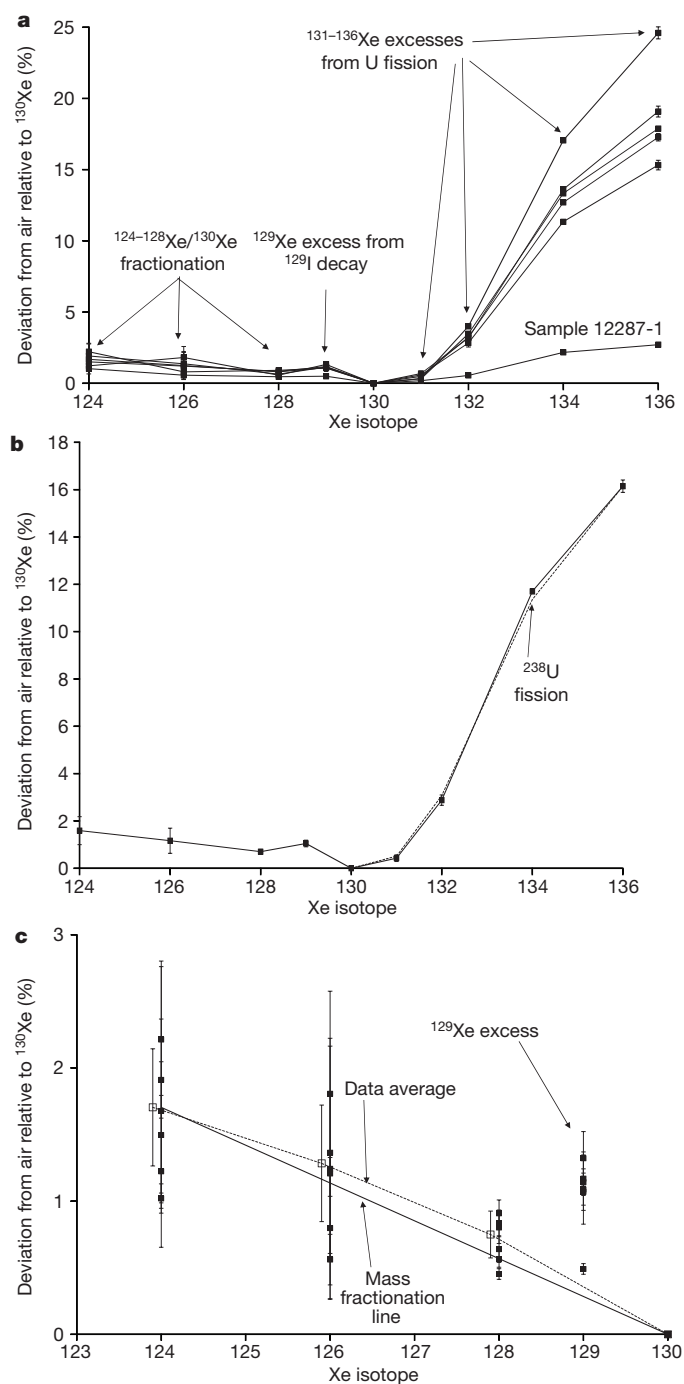 a
25
20
15
10
5
0
Deviation from air relative to ¹³⁰Xe (%)
¹³¹⁻¹³⁶Xe excesses
from U fission
¹²⁴⁻¹²⁸Xe/¹³⁰Xe
fractionation
¹²⁹Xe excess from
¹²⁹I decay
Sample 12287-1
124 126 128 130 132 134 136
Xe isotope
b
18
16
14
12
10
8
6
4
2
0
Deviation from air relative to ¹³⁰Xe (%)
²³⁸U
fission
124 126 128 130 132 134 136
Xe isotope
c
3
2
1
0
Deviation from air relative to ¹³⁰Xe (%)
¹²⁹Xe excess
Data average
Mass
fractionation
line
123 124 125 126 127 128 129 130
Xe isotope